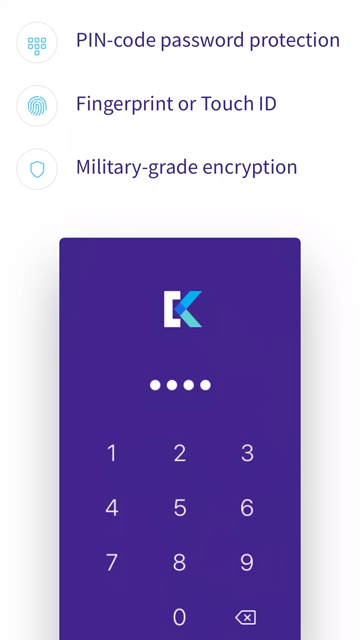 PIN-code password protection
Fingerprint or Touch ID
Military-grade encryption
1 2 3
4 5 6
7 8 9
0